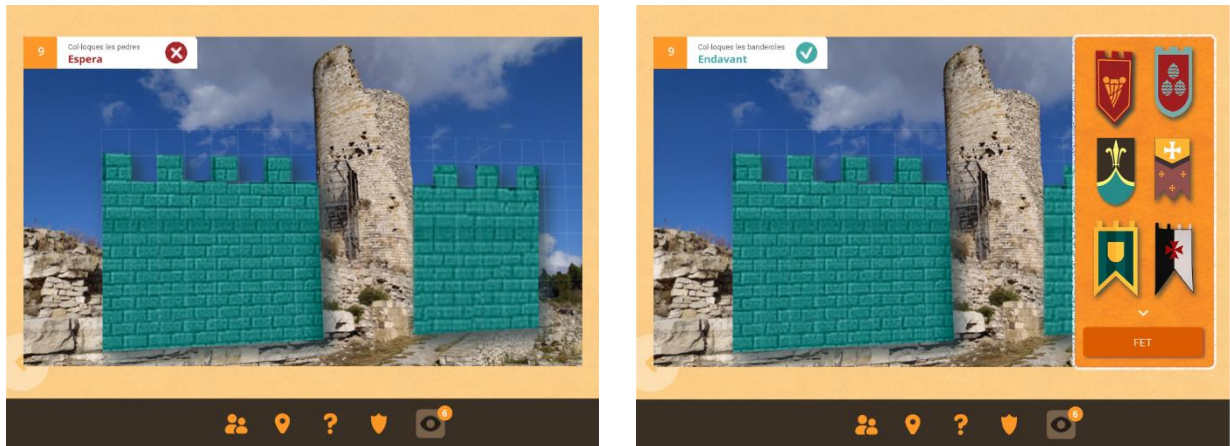 9
Col·loques les pedres
Espera
6
9
Col·loques les banderoles
Endavant
FET
6